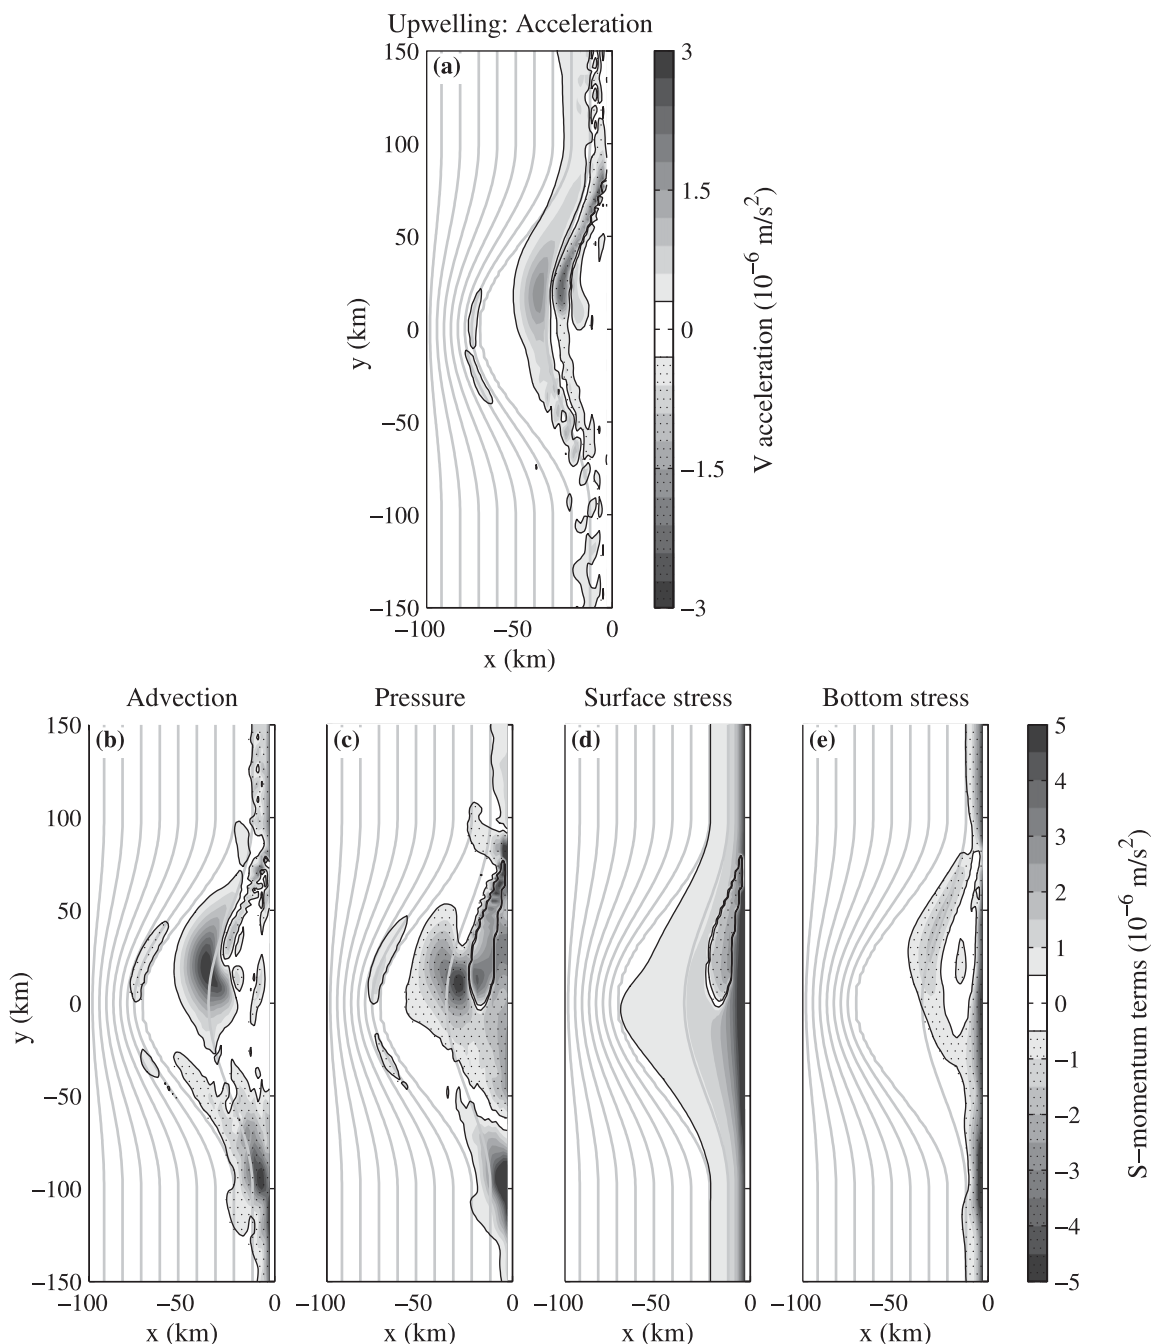 Upwelling: Acceleration
(a)
150
100
50
0
−50
−100
−150
y (km)
−100 −50 0
x (km)
3
1.5
0
−1.5
−3
V acceleration (10⁻⁶ m/s²)
Advection Pressure Surface stress Bottom stress
(b) (c) (d) (e)
150
100
50
0
−50
−100
−150
y (km)
−100 −50 0 −100 −50 0 −100 −50 0 −100 −50 0
x (km) x (km) x (km) x (km)
5
4
3
2
1
0
−1
−2
−3
−4
−5
S−momentum terms (10⁻⁶ m/s²)